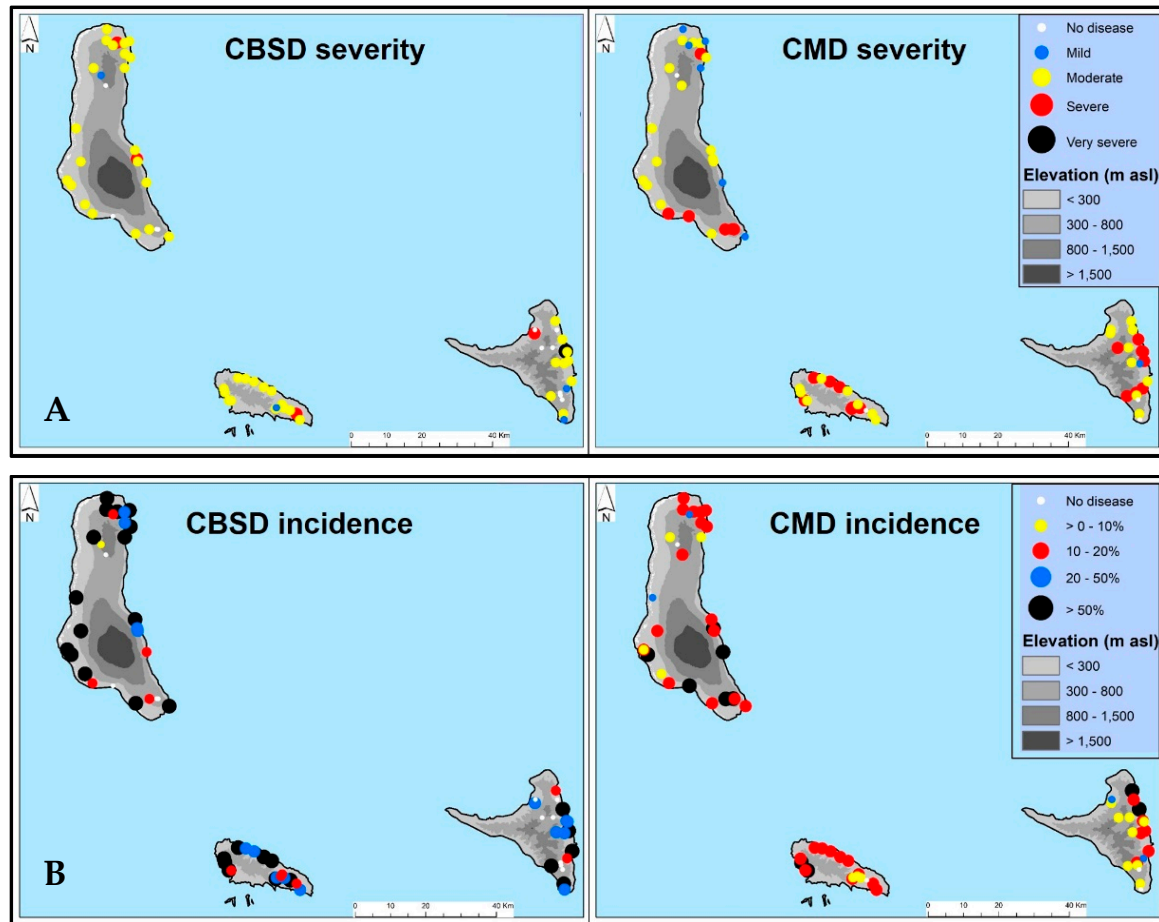 N
CBSD severity
CMD severity
No disease
Mild
Moderate
Severe
Very severe
Elevation (m asl)
< 300
300 - 800
800 - 1,500
> 1,500
A
0 10 20 40 Km
0 10 20 40 Km
N
N
CBSD incidence
CMD incidence
No disease
> 0 - 10%
10 - 20%
20 - 50%
> 50%
Elevation (m asl)
< 300
300 - 800
800 - 1,500
> 1,500
B
0 10 20 40 Km
0 10 20 40 Km
N